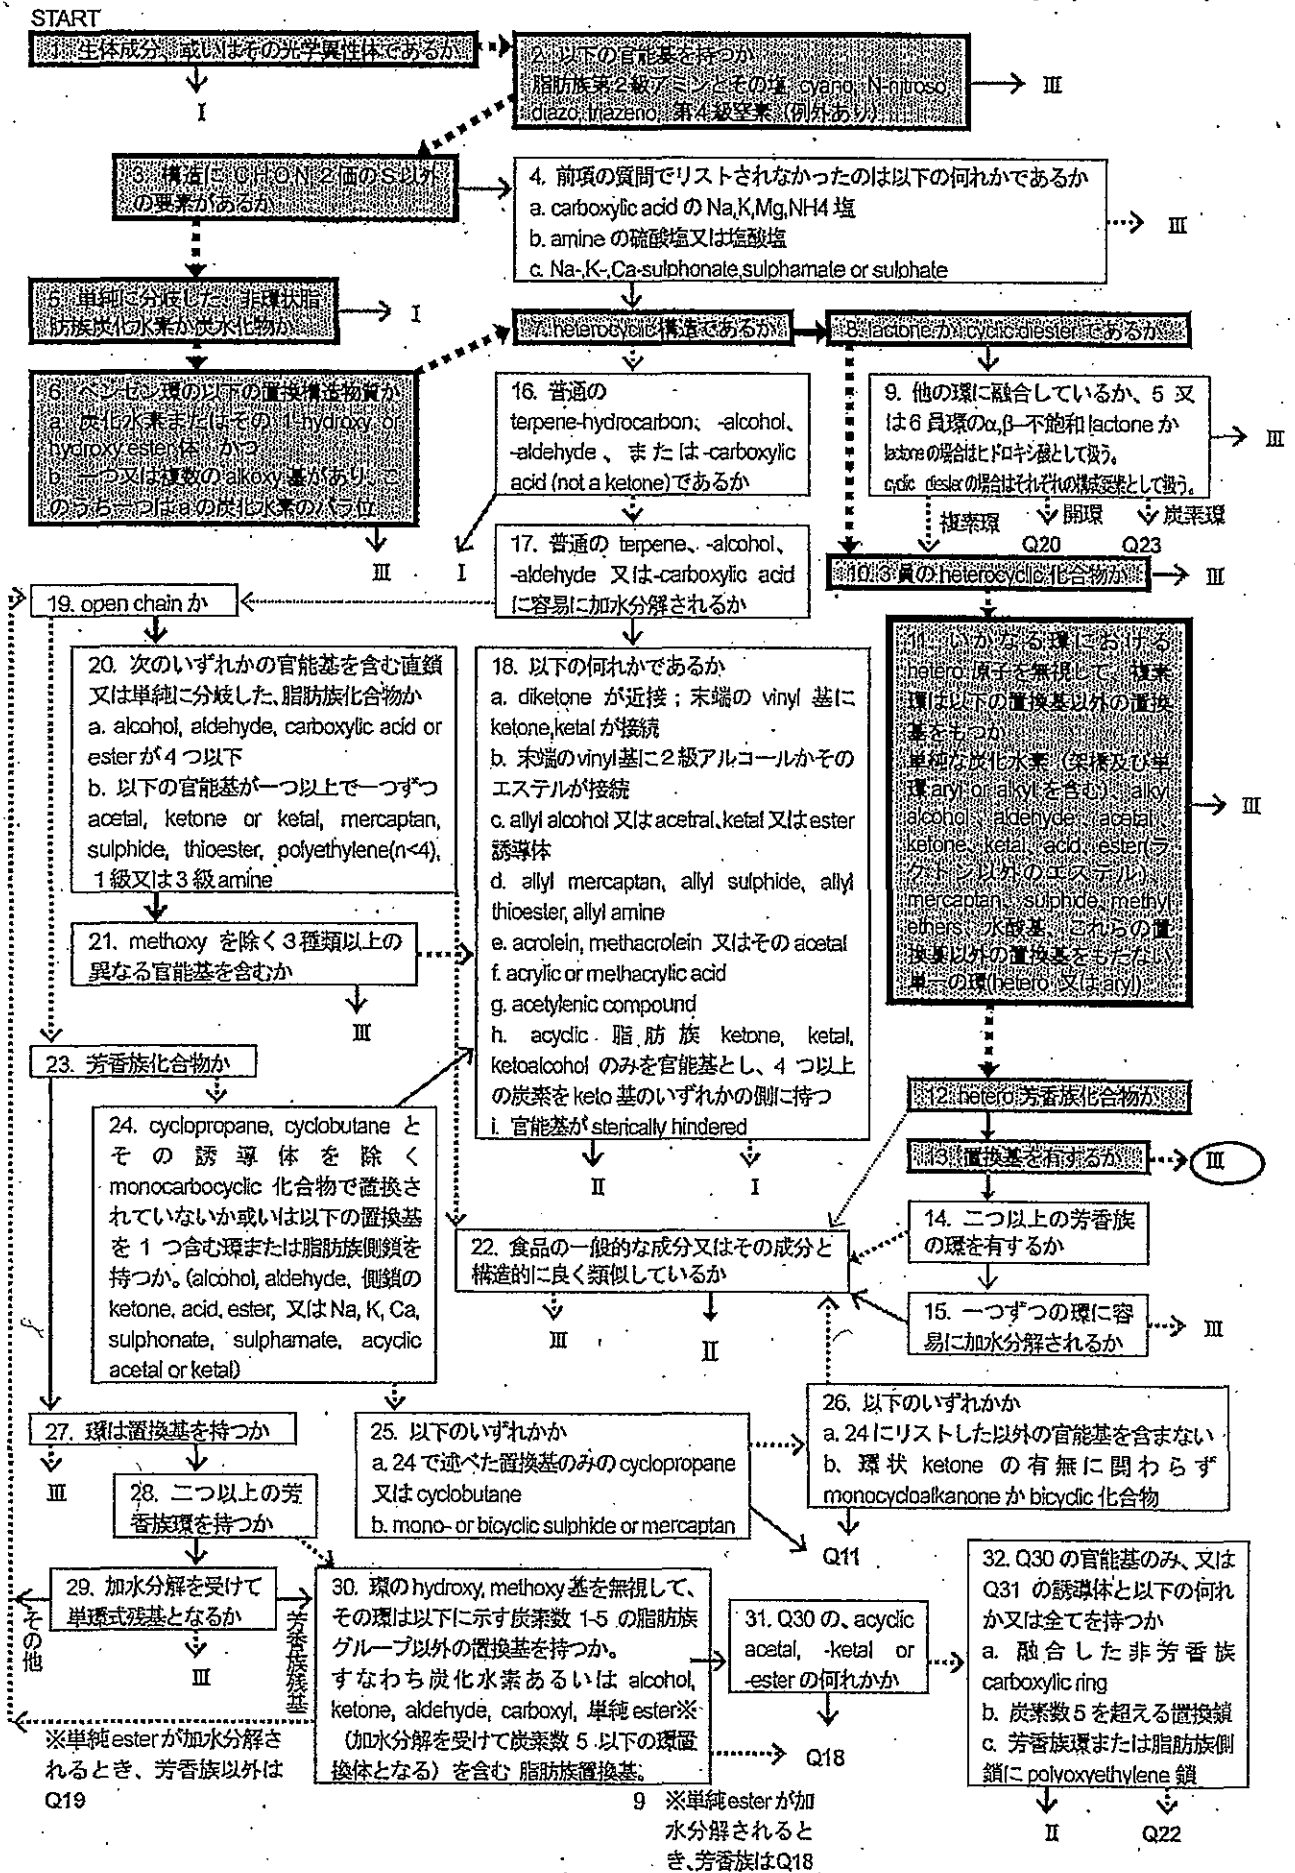 START
1. 生体成分、或いはその光学異性体であるか
I
2. 以下の官能基を持つか
脂肪族第2級アミンとその塩, cyano, N-nitroso,
diazo, triazeno, 第4級窒素 (例外あり)
III
3. 構造に CHON 2価のS以外
の要素があるか
4. 前項の質問でリストされなかったのは以下の何れかであるか
a. carboxylic acid の Na,K,Mg,NH4 塩
b. amine の硫酸塩又は塩酸塩
c. Na-,K-,Ca-sulphonate,sulphamate or sulphate
III
5. 単純に分岐した、非環状脂
肪族炭化水素か炭水化物か
I
6. ベンゼン環の以下の置換構造物質か
a. 炭化水素またはその 1-hydroxy or
hydroxy ester体 かつ
b. 一つ又は複数の alkoxy 基があり、こ
のうち一つは a の炭化水素のパラ位
III
7. heterocyclic 構造であるか
8. lactone か cyclic diester であるか
9. 他の環に融合しているか、5 又
は 6 員環のα,β-不飽和 lactone か
lactone の場合はヒドロキシ酸として扱う。
cyclic diester の場合はそれぞれの構成要素として扱う。
III
複素環
開環
炭素環
Q20
Q23
10. 3 員の heterocyclic 化合物か
III
16. 普通の
terpene-hydrocarbon; -alcohol、
-aldehyde 、または-carboxylic
acid (not a ketone)であるか
I
17. 普通の terpene、-alcohol、
-aldehyde 又は-carboxylic acid
に容易に加水分解されるか
19. open chain か
11. いかなる環における
hetero 原子を無視して、複素
環は以下の置換基以外の置換
基をもつか
単純な炭化水素 (架橋及び単
環 aryl or alkyl を含む)、alkyl
alcohol, aldehyde, acetal,
ketone, ketal, acid, ester(ラ
クトン以外のエステル)
mercaptan, sulphide, methyl
ethers, 水酸基、これらの置
換基以外の置換基をもたない
単一の環(hetero 又は aryl)
III
20. 次のいずれかの官能基を含む直鎖
又は単純に分岐した、脂肪族化合物か
a. alcohol, aldehyde, carboxylic acid or
ester が 4 つ以下
b. 以下の官能基が一つ以上で一つずつ
acetal, ketone or ketal, mercaptan,
sulphide, thioester, polyethylene(n<4),
1級又は3級 amine
18. 以下の何れかであるか
a. diketone が近接；末端の vinyl 基に
ketone,ketal が接続
b. 末端のvinyl基に2級アルコールかその
エステルが接続
c. allyl alcohol 又は acetral,ketal 又は ester
誘導体
d. allyl mercaptan, allyl sulphide, allyl
thioester, allyl amine
e. acrolein, methacrolein 又はその acetal
f. acrylic or methacrylic acid
g. acetylenic compound
h. acyclic 脂肪族 ketone, ketal,
ketoalcohol のみを官能基とし、4 つ以上
の炭素を keto 基のいずれかの側に持つ
i. 官能基が sterically hindered
II
I
21. methoxy を除く 3 種類以上の
異なる官能基を含むか
III
23. 芳香族化合物か
12. hetero 芳香族化合物か
13. 置換基を有するか
III
14. 二つ以上の芳香族
の環を有するか
15. 一つずつの環に容
易に加水分解されるか
III
24. cyclopropane, cyclobutane と
その誘導体を除く
monocarbocyclic 化合物で置換さ
れていないか或いは以下の置換基
を 1 つ含む環または脂肪族側鎖を
持つか。(alcohol, aldehyde, 側鎖の
ketone, acid, ester, 又は Na, K, Ca,
sulphonate, sulphamate, acyclic
acetal or ketal)
22. 食品の一般的な成分又はその成分と
構造的に良く類似しているか
III
II
27. 環は置換基を持つか
III
25. 以下のいずれかか
a. 24 で述べた置換基のみの cyclopropane
又は cyclobutane
b. mono- or bicyclic sulphide or mercaptan
26. 以下のいずれかか
a. 24 にリストした以外の官能基を含まない
b. 環状 ketone の有無に関わらず
monocycloalkanone か bicyclic 化合物
Q11
28. 二つ以上の芳
香族環を持つか
29. 加水分解を受けて
単環式残基となるか
その他
芳香族残基
III
30. 環の hydroxy, methoxy 基を無視して、
その環は以下に示す炭素数 1-5 の脂肪族
グループ以外の置換基を持つか。
すなわち炭化水素あるいは alcohol,
ketone, aldehyde, carboxyl, 単純 ester※
(加水分解を受けて炭素数 5 以下の環置
換体となる) を含む 脂肪族置換基。
31. Q30 の、acyclic
acetal, -ketal or
-ester の何れかか
Q18
Q18
32. Q30 の官能基のみ、又は
Q31 の誘導体と以下の何れ
か又は全てを持つか
a. 融合した非芳香族
carboxylic ring
b. 炭素数 5 を超える置換鎖
c. 芳香族環または脂肪族側
鎖に polyoxyethylene 鎖
II
Q22
※単純 ester が加水分解さ
れるとき、芳香族以外は
Q19
9
※単純 ester が加
水分解されると
き、芳香族は Q18